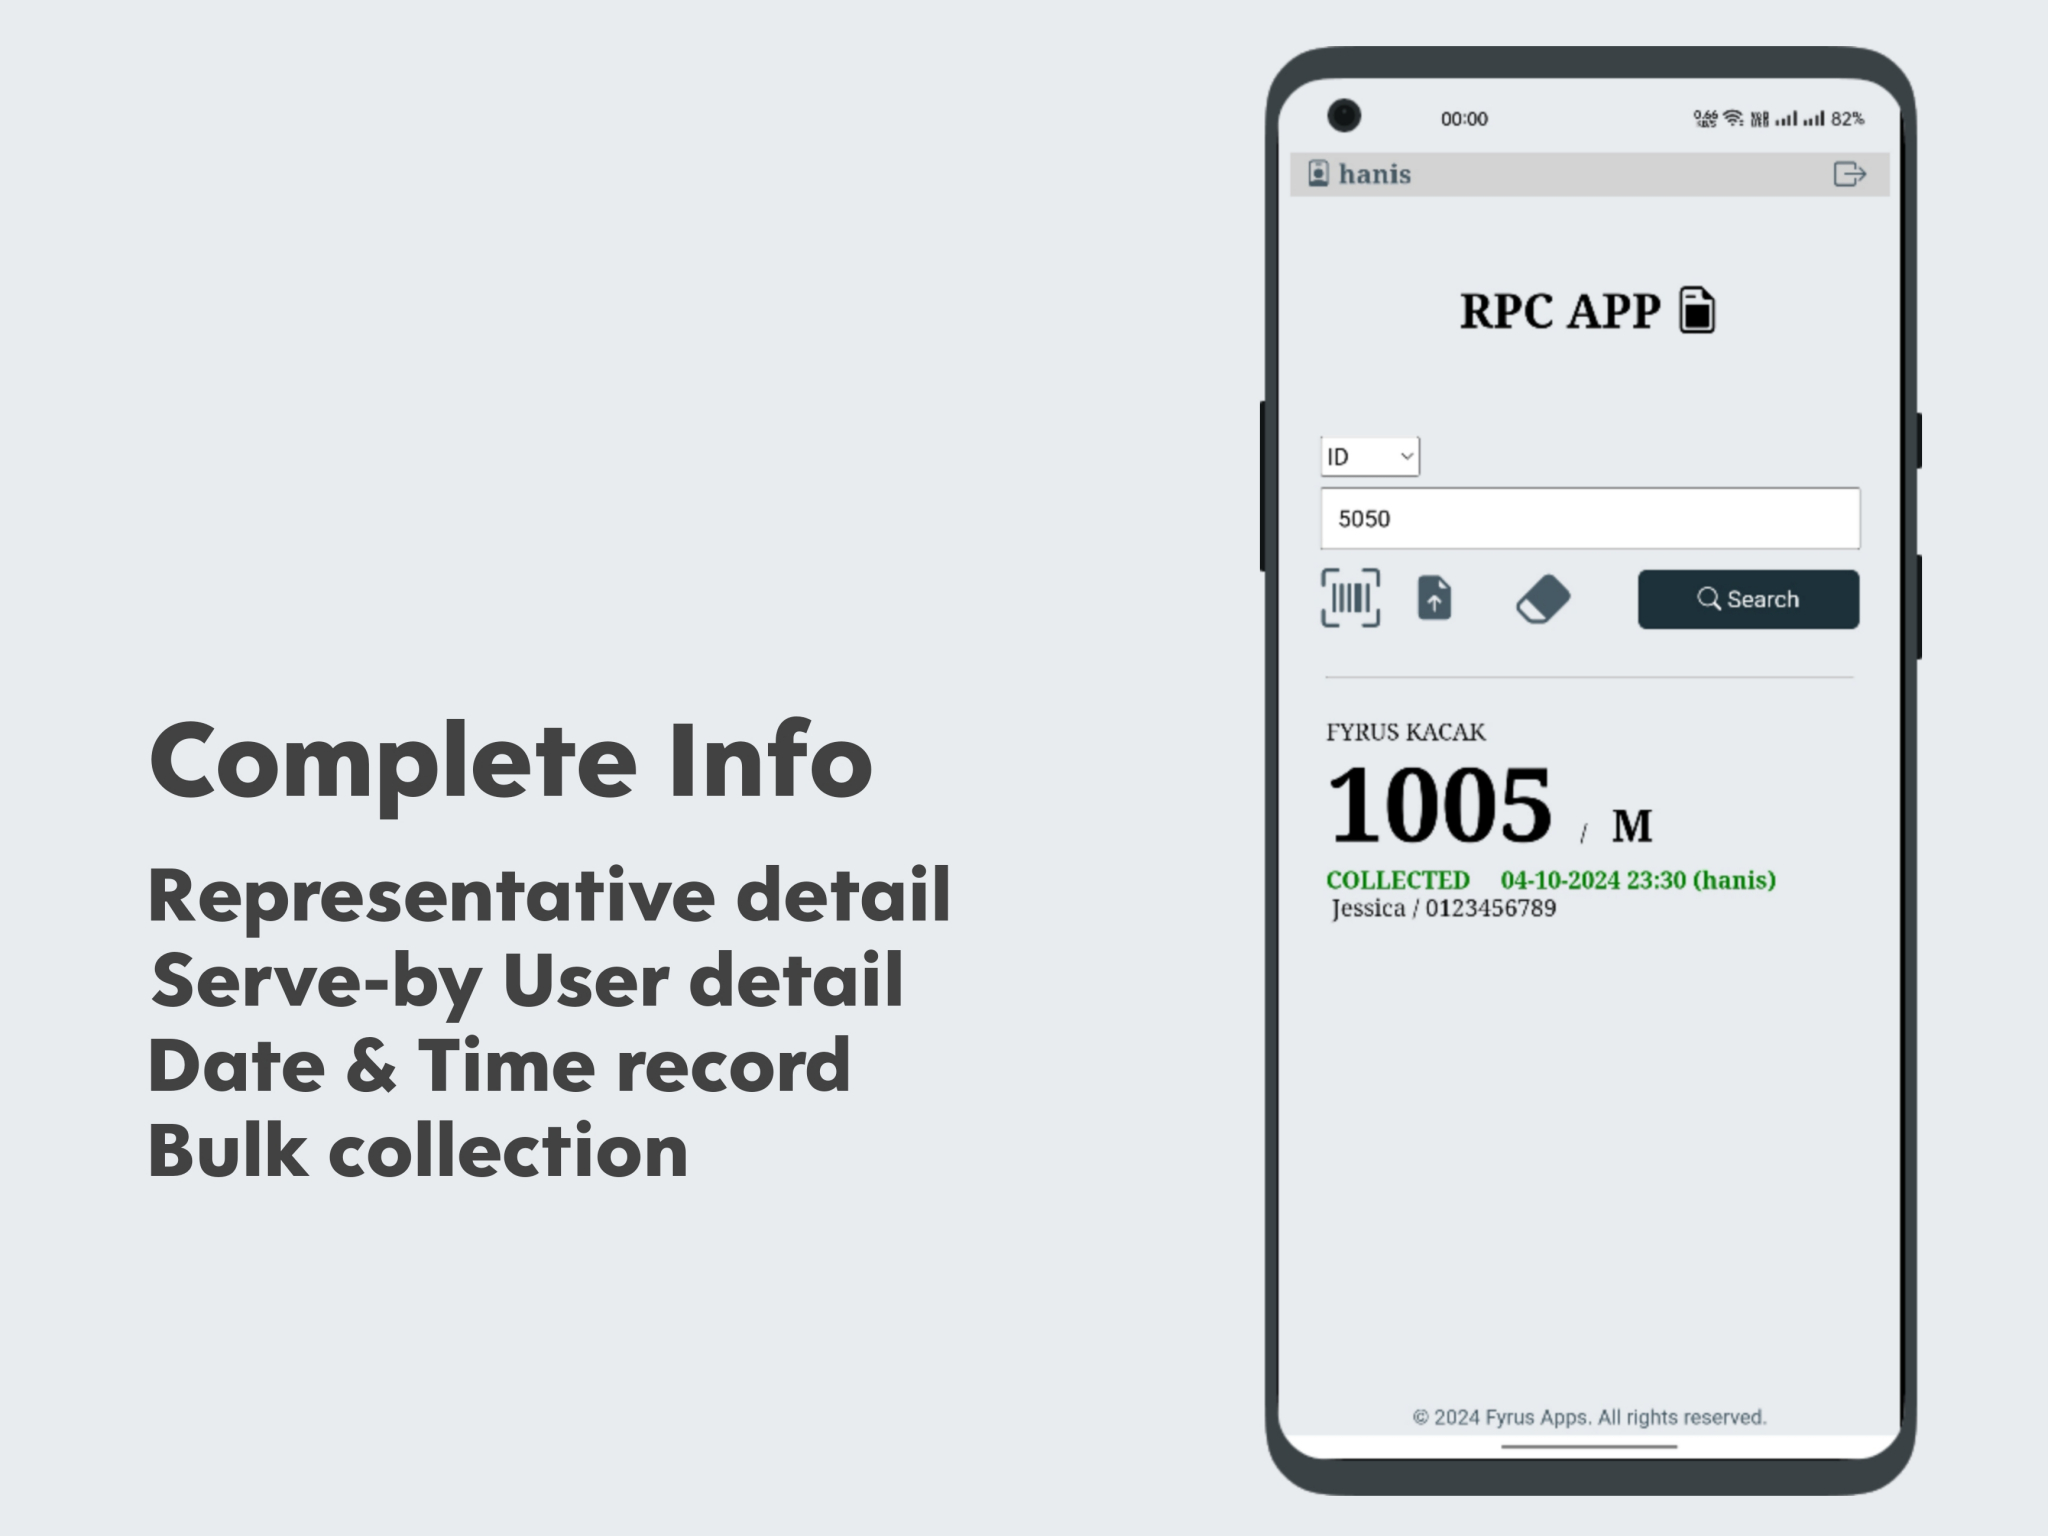 Complete Info
Representative detail
Serve-by User detail
Date & Time record
Bulk collection
00:00
82%
hanis
RPC APP
ID
5050
Search
FYRUS KACAK
1005 / M
COLLECTED 04-10-2024 23:30 (hanis)
Jessica / 0123456789
© 2024 Fyrus Apps. All rights reserved.